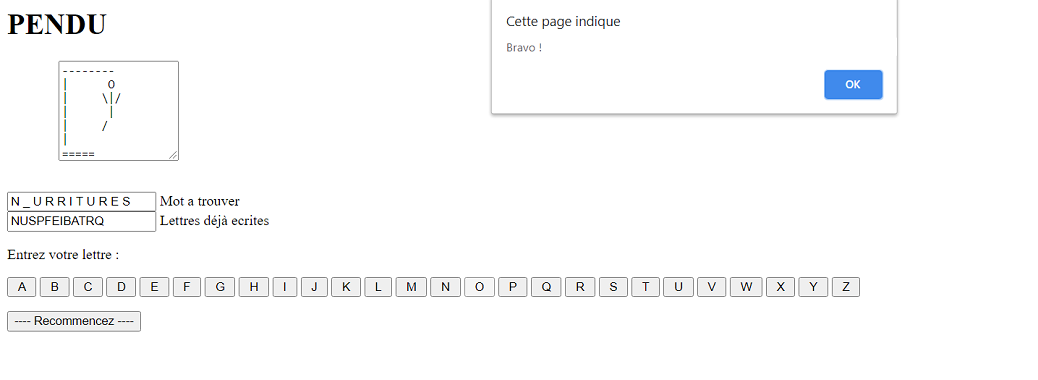 PENDU
Cette page indique
Bravo !
OK
--------
|      O
|     \|/
|      |
|     /
|
=====
N _ U R R I T U R E S Mot a trouver
NUSPFEIBATRQ Lettres déjà ecrites
Entrez votre lettre :
A B C D E F G H I J K L M N O P Q R S T U V W X Y Z
---- Recommencez ----